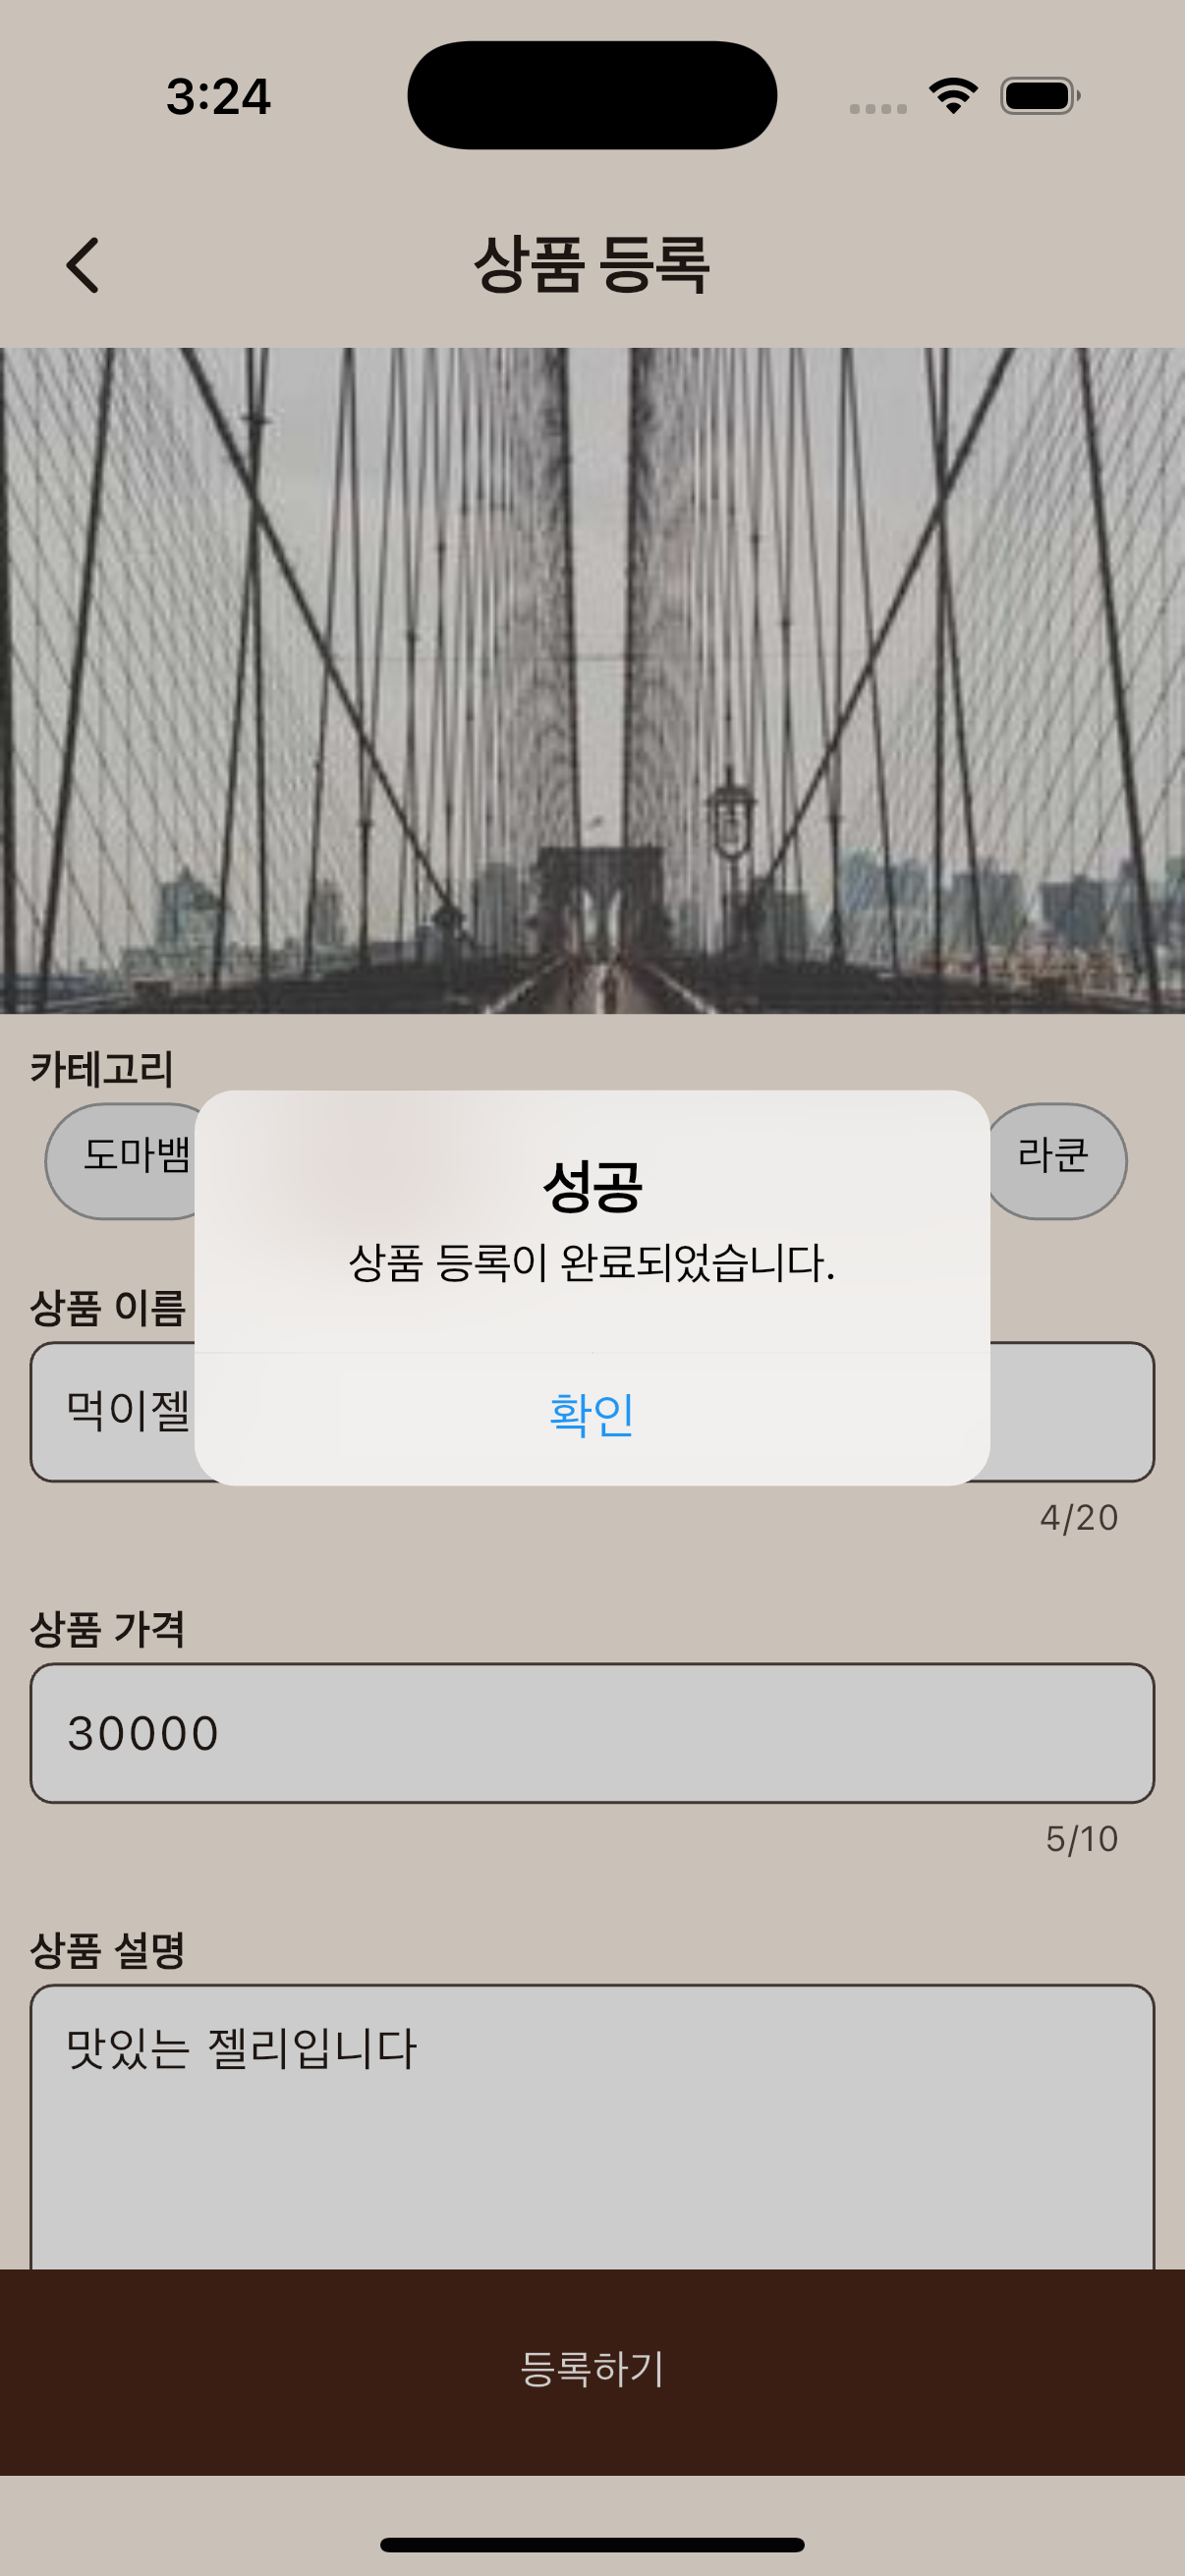 3:24
상품 등록
카테고리
도마뱀
라쿤
성공
상품 등록이 완료되었습니다.
확인
상품 이름
먹이젤
4/20
상품 가격
30000
5/10
상품 설명
맛있는 젤리입니다
등록하기